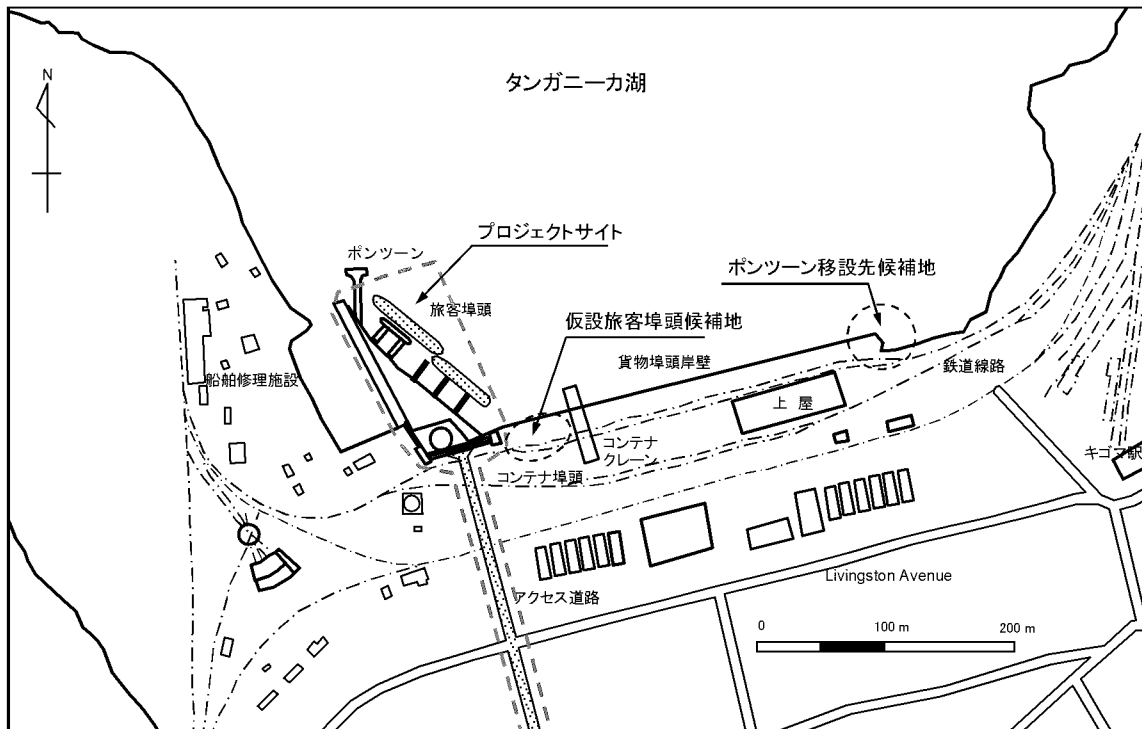 タンガニーカ湖
N
プロジェクトサイト
ポンツーン
ポンツーン移設先候補地
旅客埠頭
仮設旅客埠頭候補地
貨物埠頭岸壁
鉄道線路
船舶修理施設
上 屋
コンテナ
クレーン
キゴマ駅
コンテナ埠頭
Livingston Avenue
アクセス道路
0
100 m
200 m